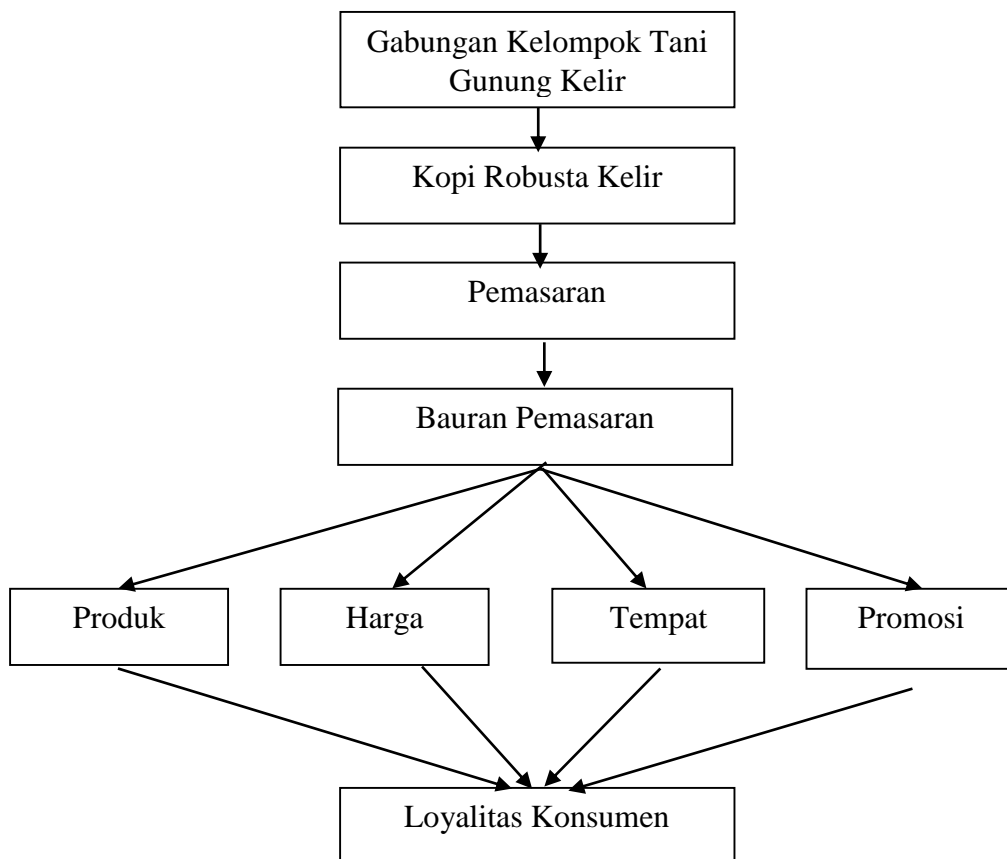 Gabungan Kelompok Tani
Gunung Kelir
Kopi Robusta Kelir
Pemasaran
Bauran Pemasaran
Produk
Harga
Tempat
Promosi
Loyalitas Konsumen